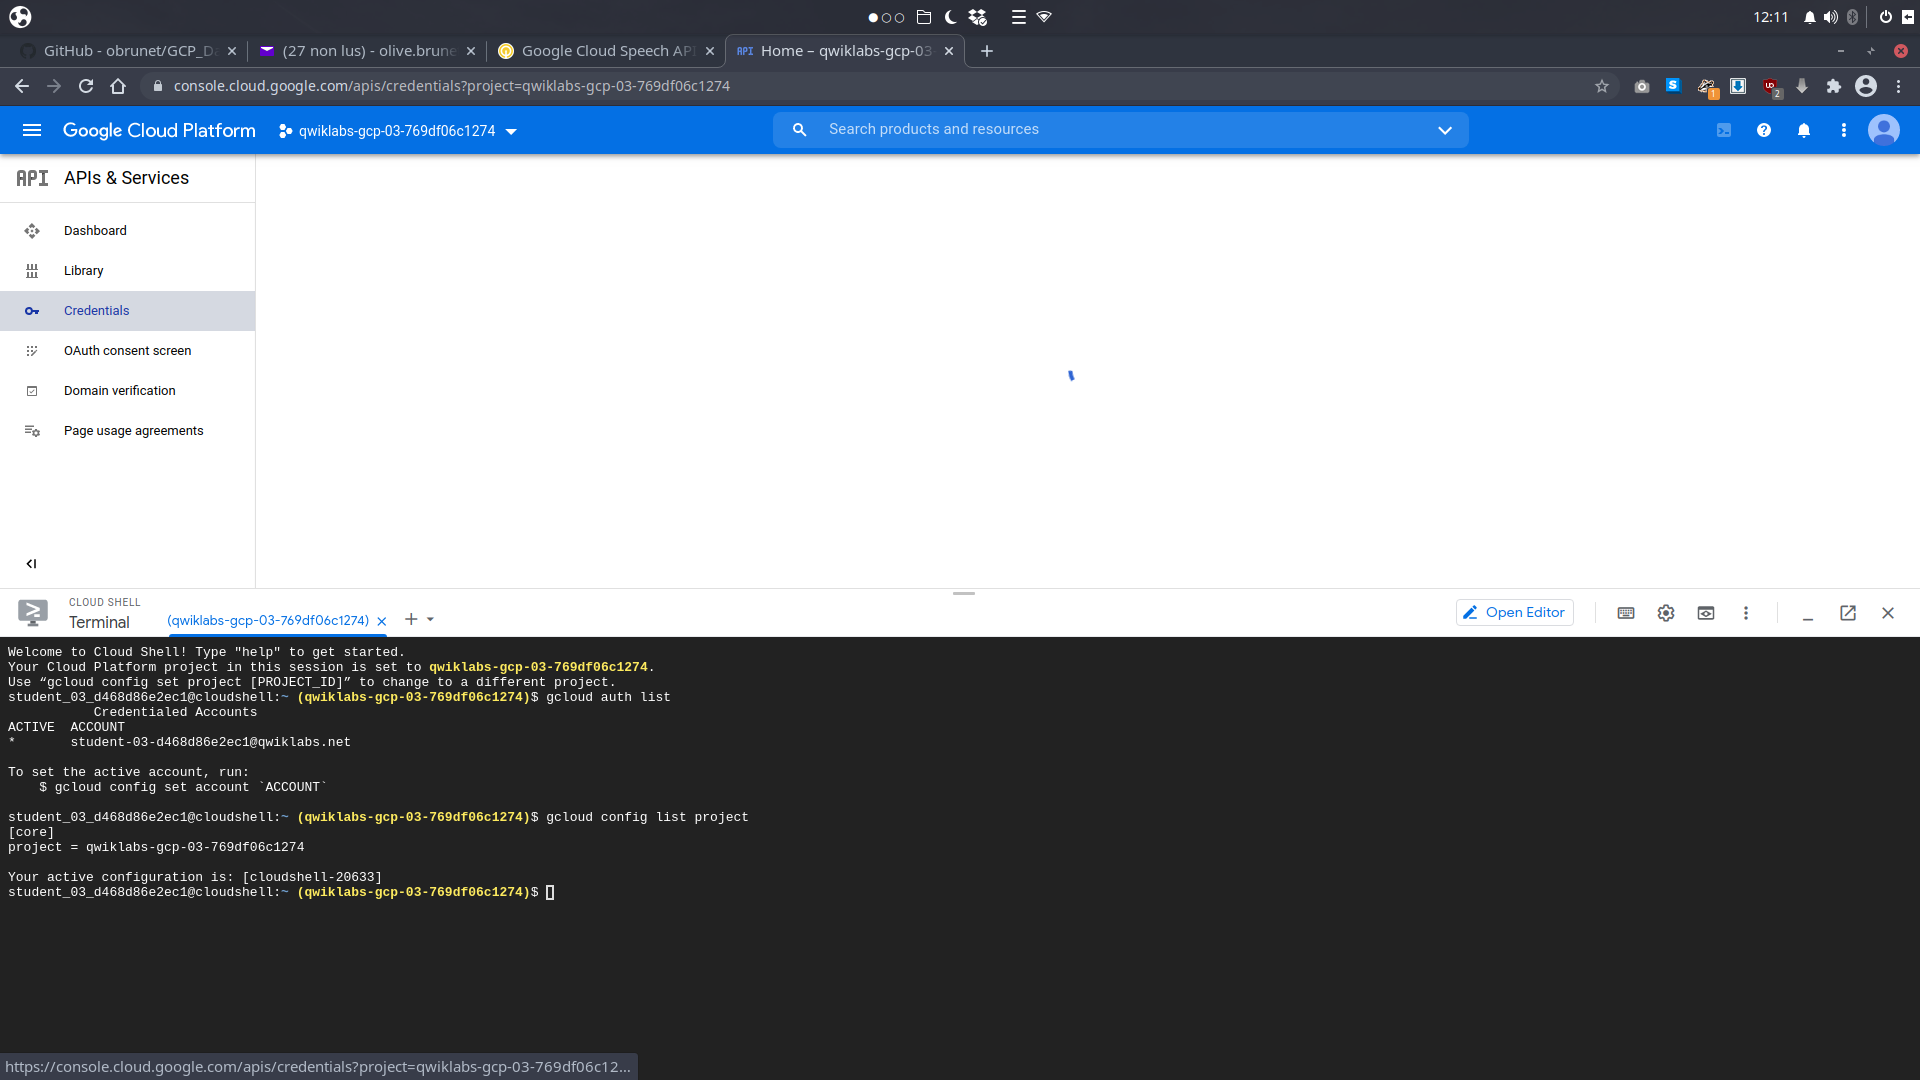 12:11
GitHub - obrunet/GCP_Da
(27 non lus) - olive.brune
Google Cloud Speech API
API Home – qwiklabs-gcp-03
console.cloud.google.com/apis/credentials?project=qwiklabs-gcp-03-769df06c1274
S
1
UD
2
Google Cloud Platform
qwiklabs-gcp-03-769df06c1274
Search products and resources
API APIs & Services
Dashboard
Library
Credentials
OAuth consent screen
Domain verification
Page usage agreements
CLOUD SHELL
Terminal
(qwiklabs-gcp-03-769df06c1274)
Open Editor
Welcome to Cloud Shell! Type "help" to get started.
Your Cloud Platform project in this session is set to qwiklabs-gcp-03-769df06c1274.
Use “gcloud config set project [PROJECT_ID]” to change to a different project.
student_03_d468d86e2ec1@cloudshell:~ (qwiklabs-gcp-03-769df06c1274)$ gcloud auth list
Credentialed Accounts
ACTIVE  ACCOUNT
*       student-03-d468d86e2ec1@qwiklabs.net
To set the active account, run:
$ gcloud config set account `ACCOUNT`
student_03_d468d86e2ec1@cloudshell:~ (qwiklabs-gcp-03-769df06c1274)$ gcloud config list project
[core]
project = qwiklabs-gcp-03-769df06c1274
Your active configuration is: [cloudshell-20633]
student_03_d468d86e2ec1@cloudshell:~ (qwiklabs-gcp-03-769df06c1274)$
https://console.cloud.google.com/apis/credentials?project=qwiklabs-gcp-03-769df06c12...